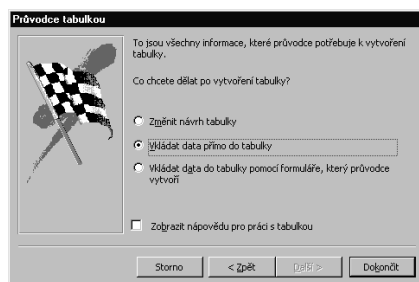 Průvodce tabulkou
To jsou všechny informace, které průvodce potřebuje k vytvoření
tabulky.
Co chcete dělat po vytvoření tabulky?
Změnit návrh tabulky
Vkládat data přímo do tabulky
Vkládat data do tabulky pomocí formuláře, který průvodce
vytvoří
Zobrazit nápovědu pro práci s tabulkou
Storno
< Zpět
Další >
Dokončit